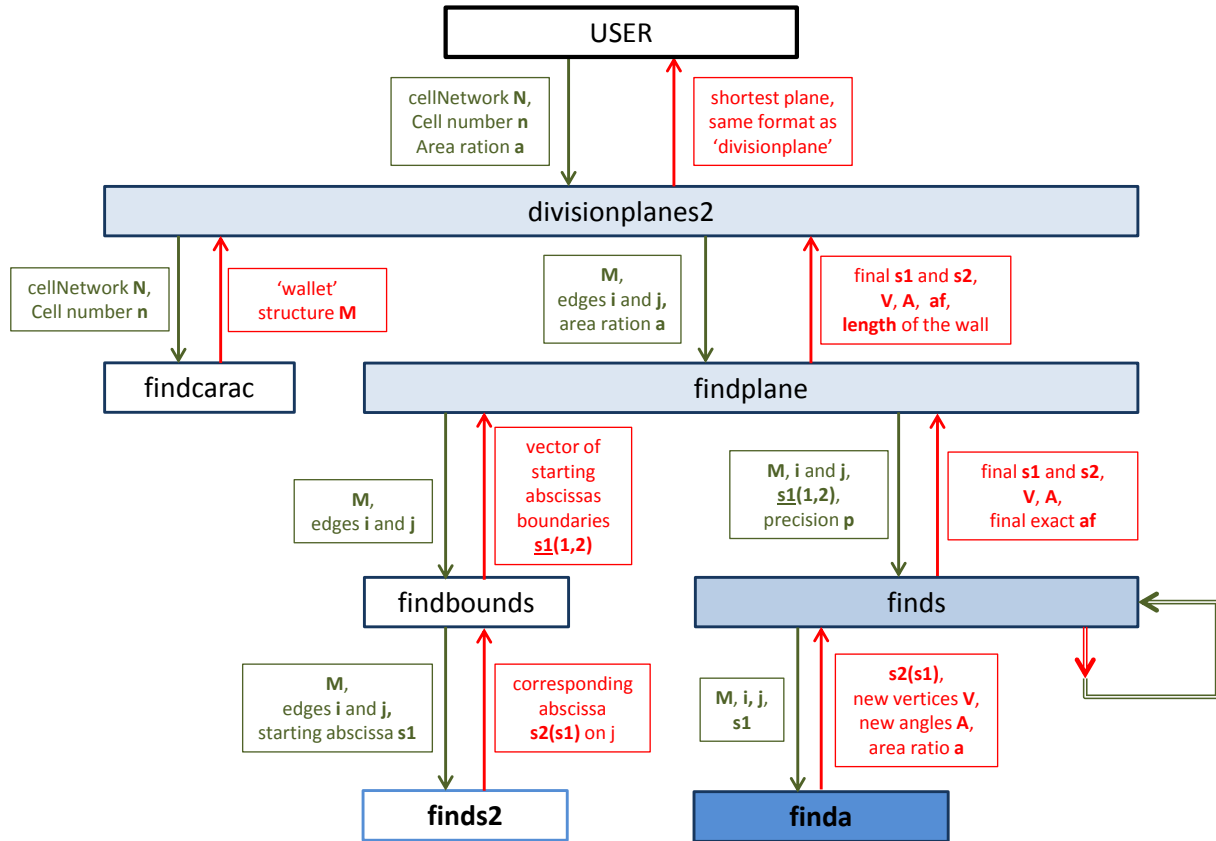 USER
cellNetwork N,
Cell number n
Area ration a
shortest plane,
same format as
‘divisionplane’
divisionplanes2
cellNetwork N,
Cell number n
‘wallet’
structure M
M,
edges i and j,
area ration a
final s1 and s2,
V, A, af,
length of the wall
findcarac
findplane
M,
edges i and j
vector of
starting
abscissas
boundaries
s1(1,2)
M, i and j,
s1(1,2),
precision p
final s1 and s2,
V, A,
final exact af
findbounds
finds
M,
edges i and j,
starting abscissa s1
corresponding
abscissa
s2(s1) on j
M, i, j,
s1
s2(s1),
new vertices V,
new angles A,
area ratio a
finds2
finda